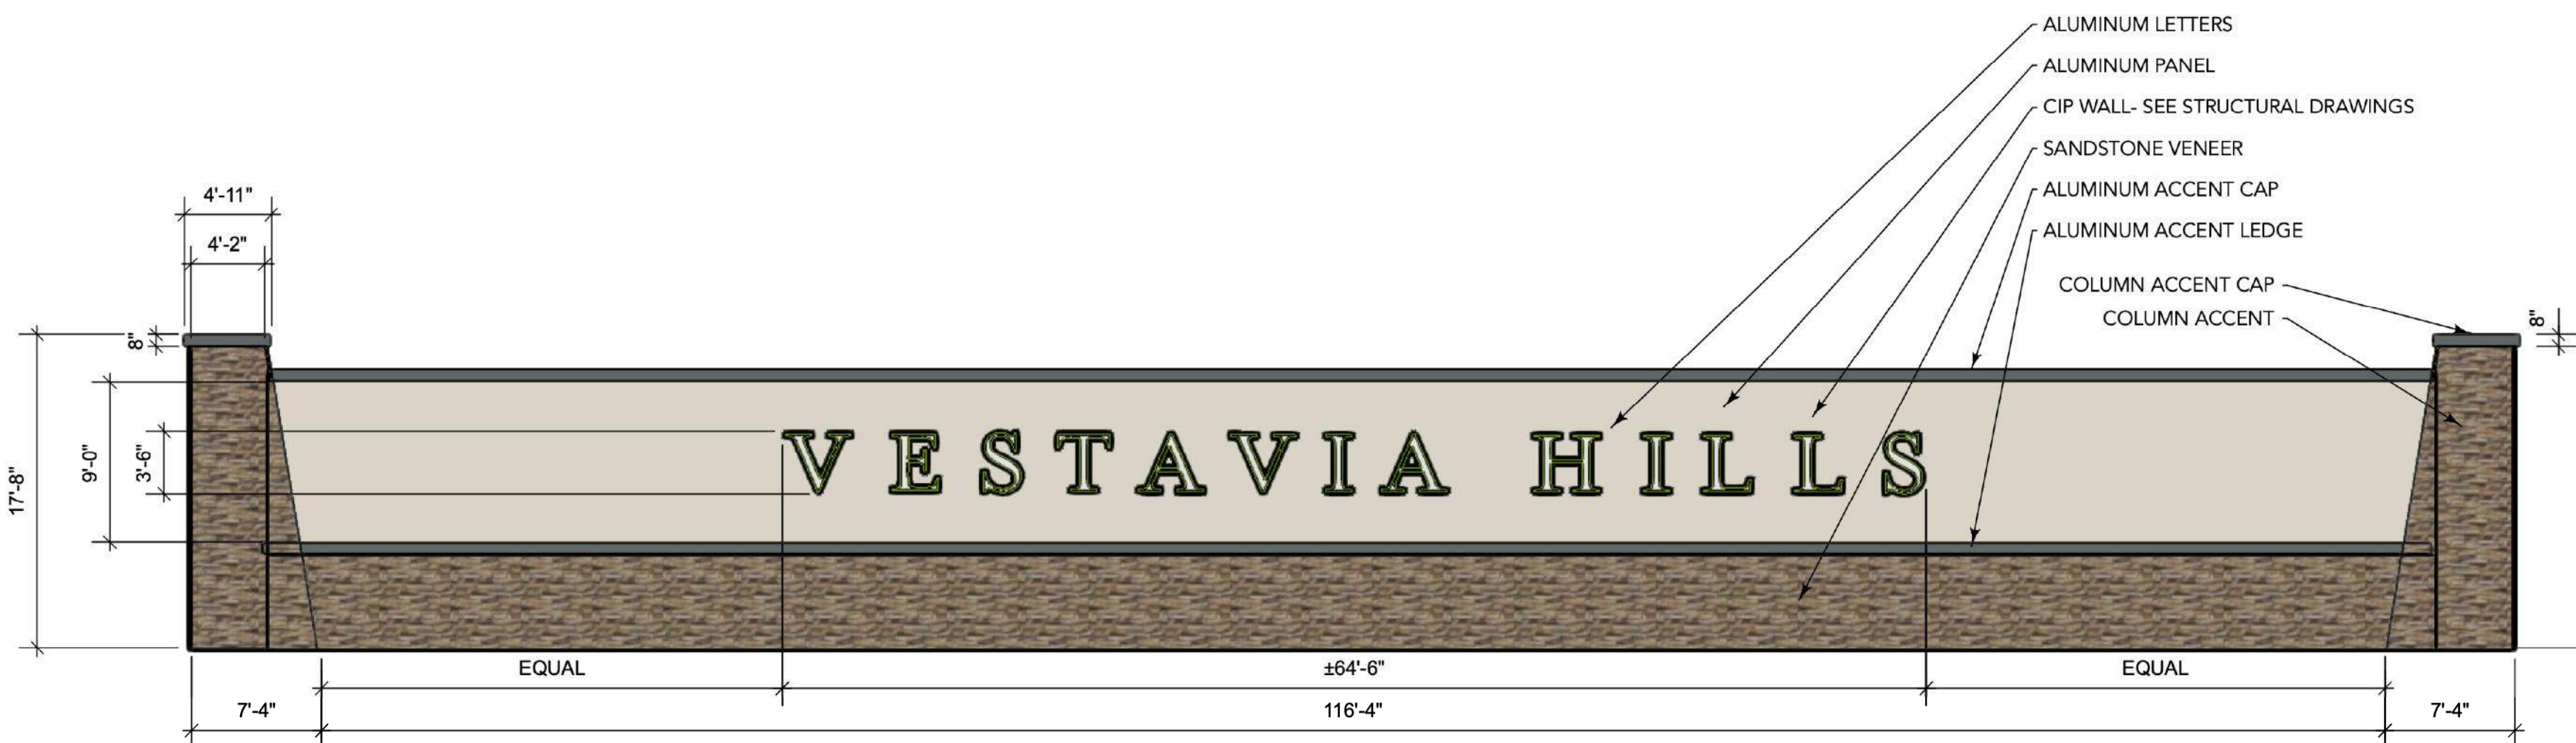 ALUMINUM LETTERS
ALUMINUM PANEL
CIP WALL- SEE STRUCTURAL DRAWINGS
SANDSTONE VENEER
ALUMINUM ACCENT CAP
ALUMINUM ACCENT LEDGE
COLUMN ACCENT CAP
COLUMN ACCENT
4'-11"
4'-2"
8"
8"
17'-8"
9'-0"
3'-6"
VESTAVIA HILLS
EQUAL
±64'-6"
EQUAL
7'-4"
116'-4"
7'-4"